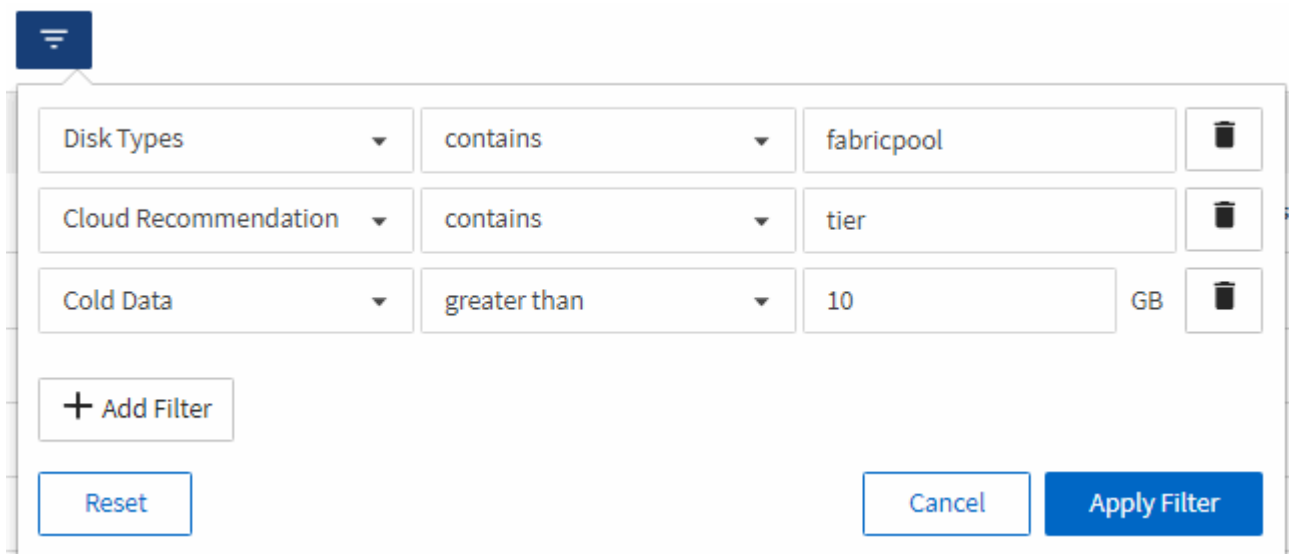 Disk Types contains fabricpool
Cloud Recommendation contains tier
Cold Data greater than 10 GB
+ Add Filter
Reset Cancel Apply Filter